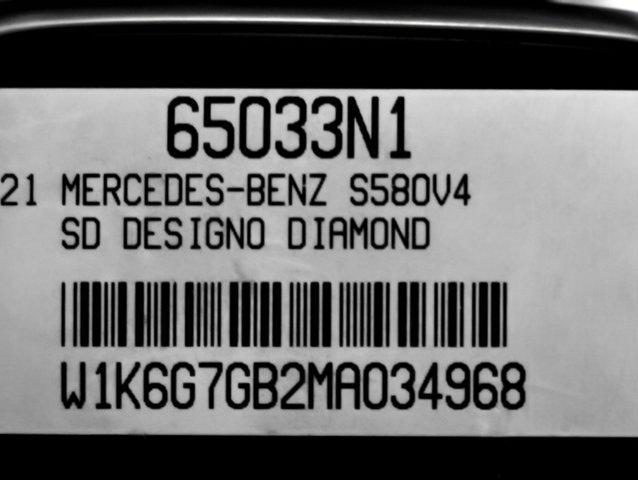 65033N1
21 MERCEDES-BENZ S580V4
SD DESIGNO DIAMOND
W1K6G7GB2MA034968